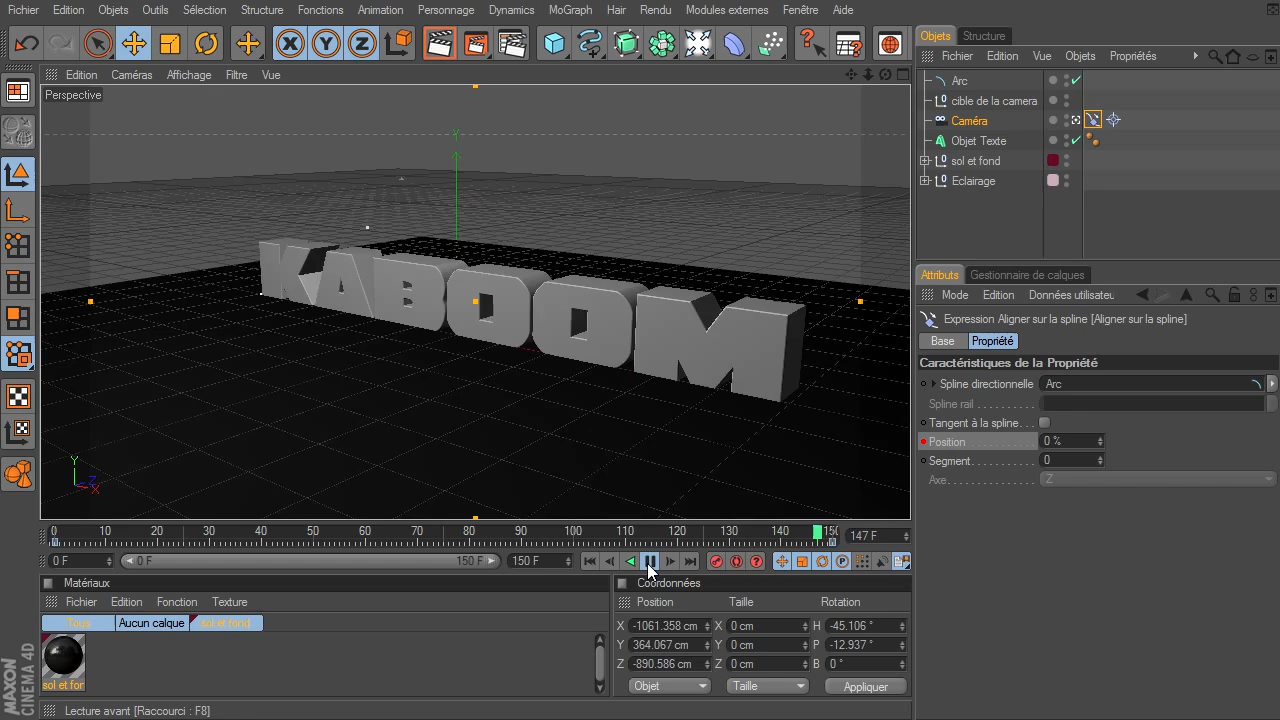 Fichier Edition Objets Outils Sélection Structure Fonctions Animation Personnage Dynamics MoGraph Hair Rendu Modules externes Fenêtre Aide
X Y Z
Objets Structure
Fichier Edition Vue Objets Propriétés
Edition Caméras Affichage Filtre Vue
Perspective
Arc
cible de la camera
Caméra
Objet Texte
sol et fond
Eclairage
Y
KABOOM
Y Z X
Attributs Gestionnaire de calques
Mode Edition Données utilisateu
Expression Aligner sur la spline [Aligner sur la spline]
Base Propriété
Caractéristiques de la Propriété
Spline directionnelle Arc
Spline rail
Tangent à la spline
Position 0 %
Segment 0
Axe Z
0 10 20 30 40 50 60 70 80 90 100 110 120 130 140 150 147 F
0 F 0 F 150 F 150 F
Matériaux
Fichier Edition Fonction Texture
Tous Aucun calque sol et fond
sol et for
Coordonnées
Position Taille Rotation
X -1061.358 cm X 0 cm H -45.106 °
Y 364.067 cm Y 0 cm P -12.937 °
Z -890.586 cm Z 0 cm B 0 °
Objet Taille Appliquer
MAXON
CINEMA 4D
Lecture avant [Raccourci : F8]